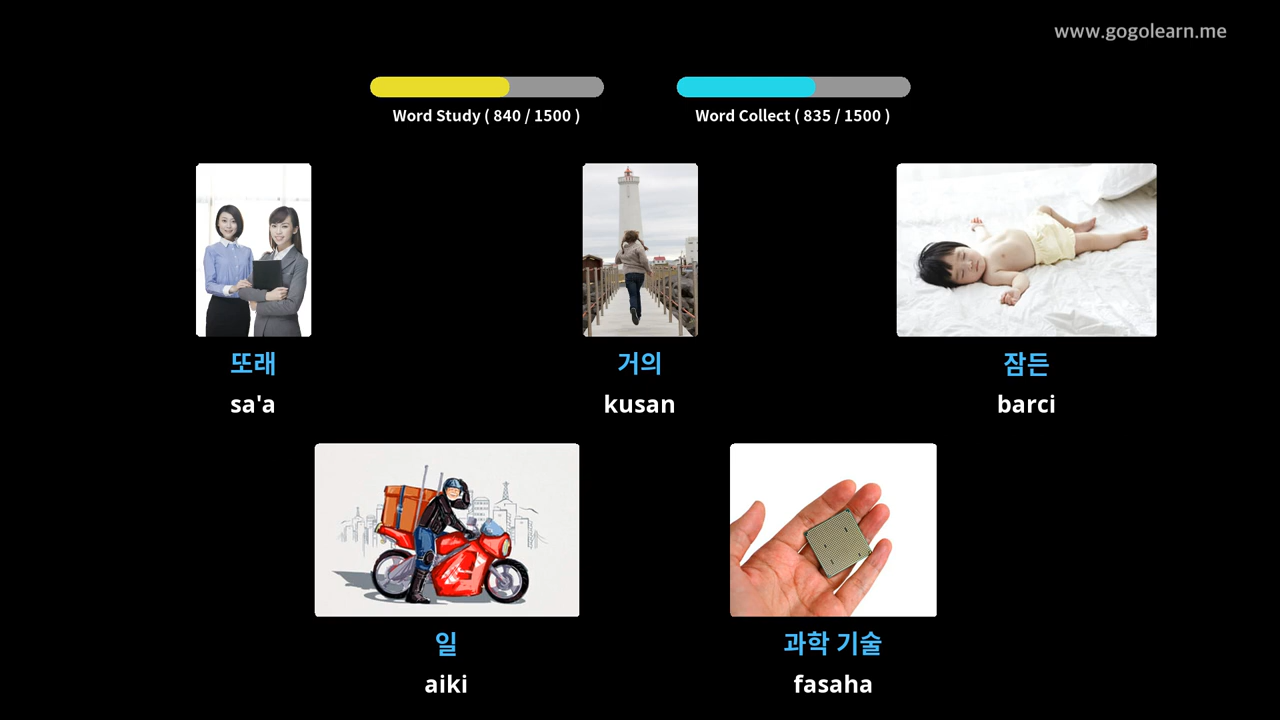 www.gogolearn.me
Word Study ( 840 / 1500 )
Word Collect ( 835 / 1500 )
또래
sa'a
거의
kusan
잠든
barci
일
aiki
과학 기술
fasaha